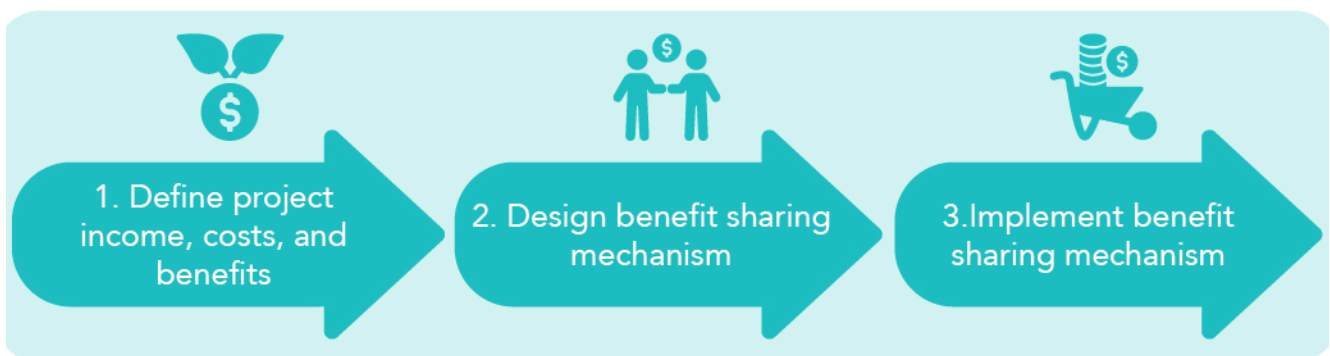 $
$
$
1. Define project
income, costs, and
benefits
2. Design benefit sharing
mechanism
3.Implement benefit
sharing mechanism